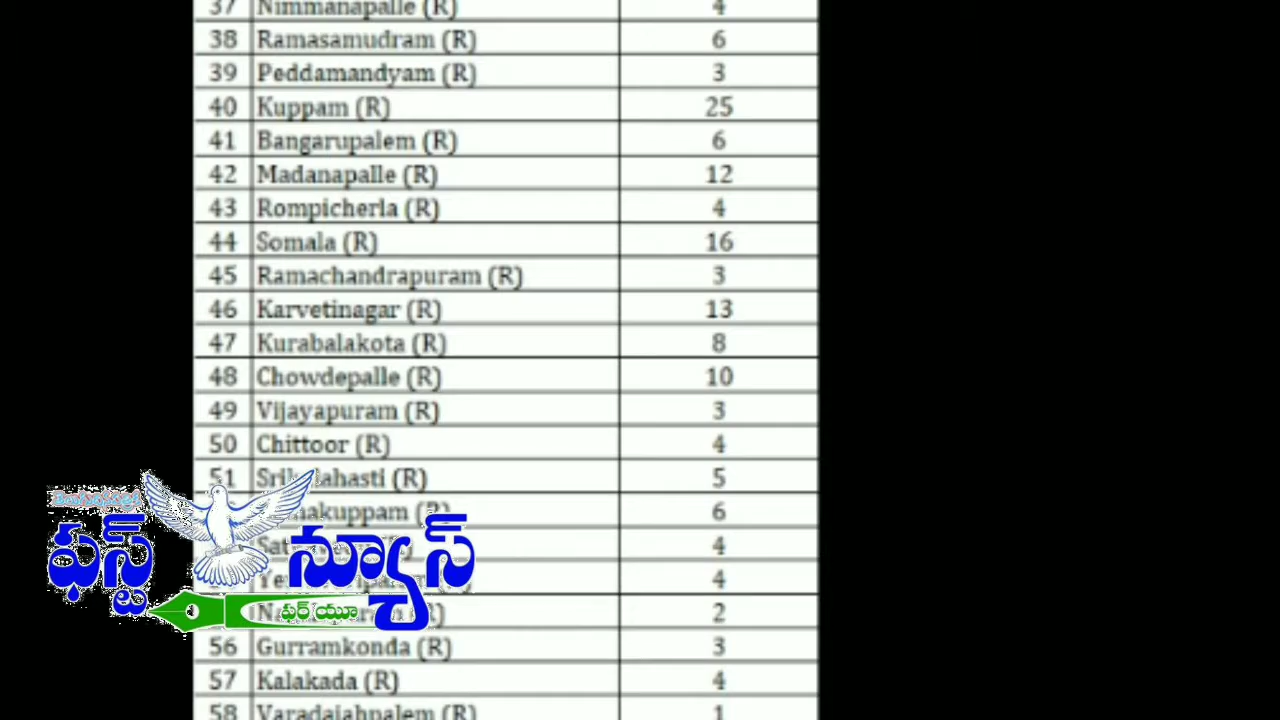 37 Nimmanapalle (R) 4
38 Ramasamudram (R) 6
39 Peddamandyam (R) 3
40 Kuppam (R) 25
41 Bangarupalem (R) 6
42 Madanapalle (R) 12
43 Rompicherla (R) 4
44 Somala (R) 16
45 Ramachandrapuram (R) 3
46 Karvetinagar (R) 13
47 Kurabalakota (R) 8
48 Chowdepalle (R) 10
49 Vijayapuram (R) 3
50 Chittoor (R) 4
51 (R) 5
(R) 6
4
4
(R) 2
56 Gurramkonda (R) 3
57 Kalakada (R) 4
58 Varadaiahpalem (R) 1
ఫస్ట్ న్యూస్
ఫర్ యూ